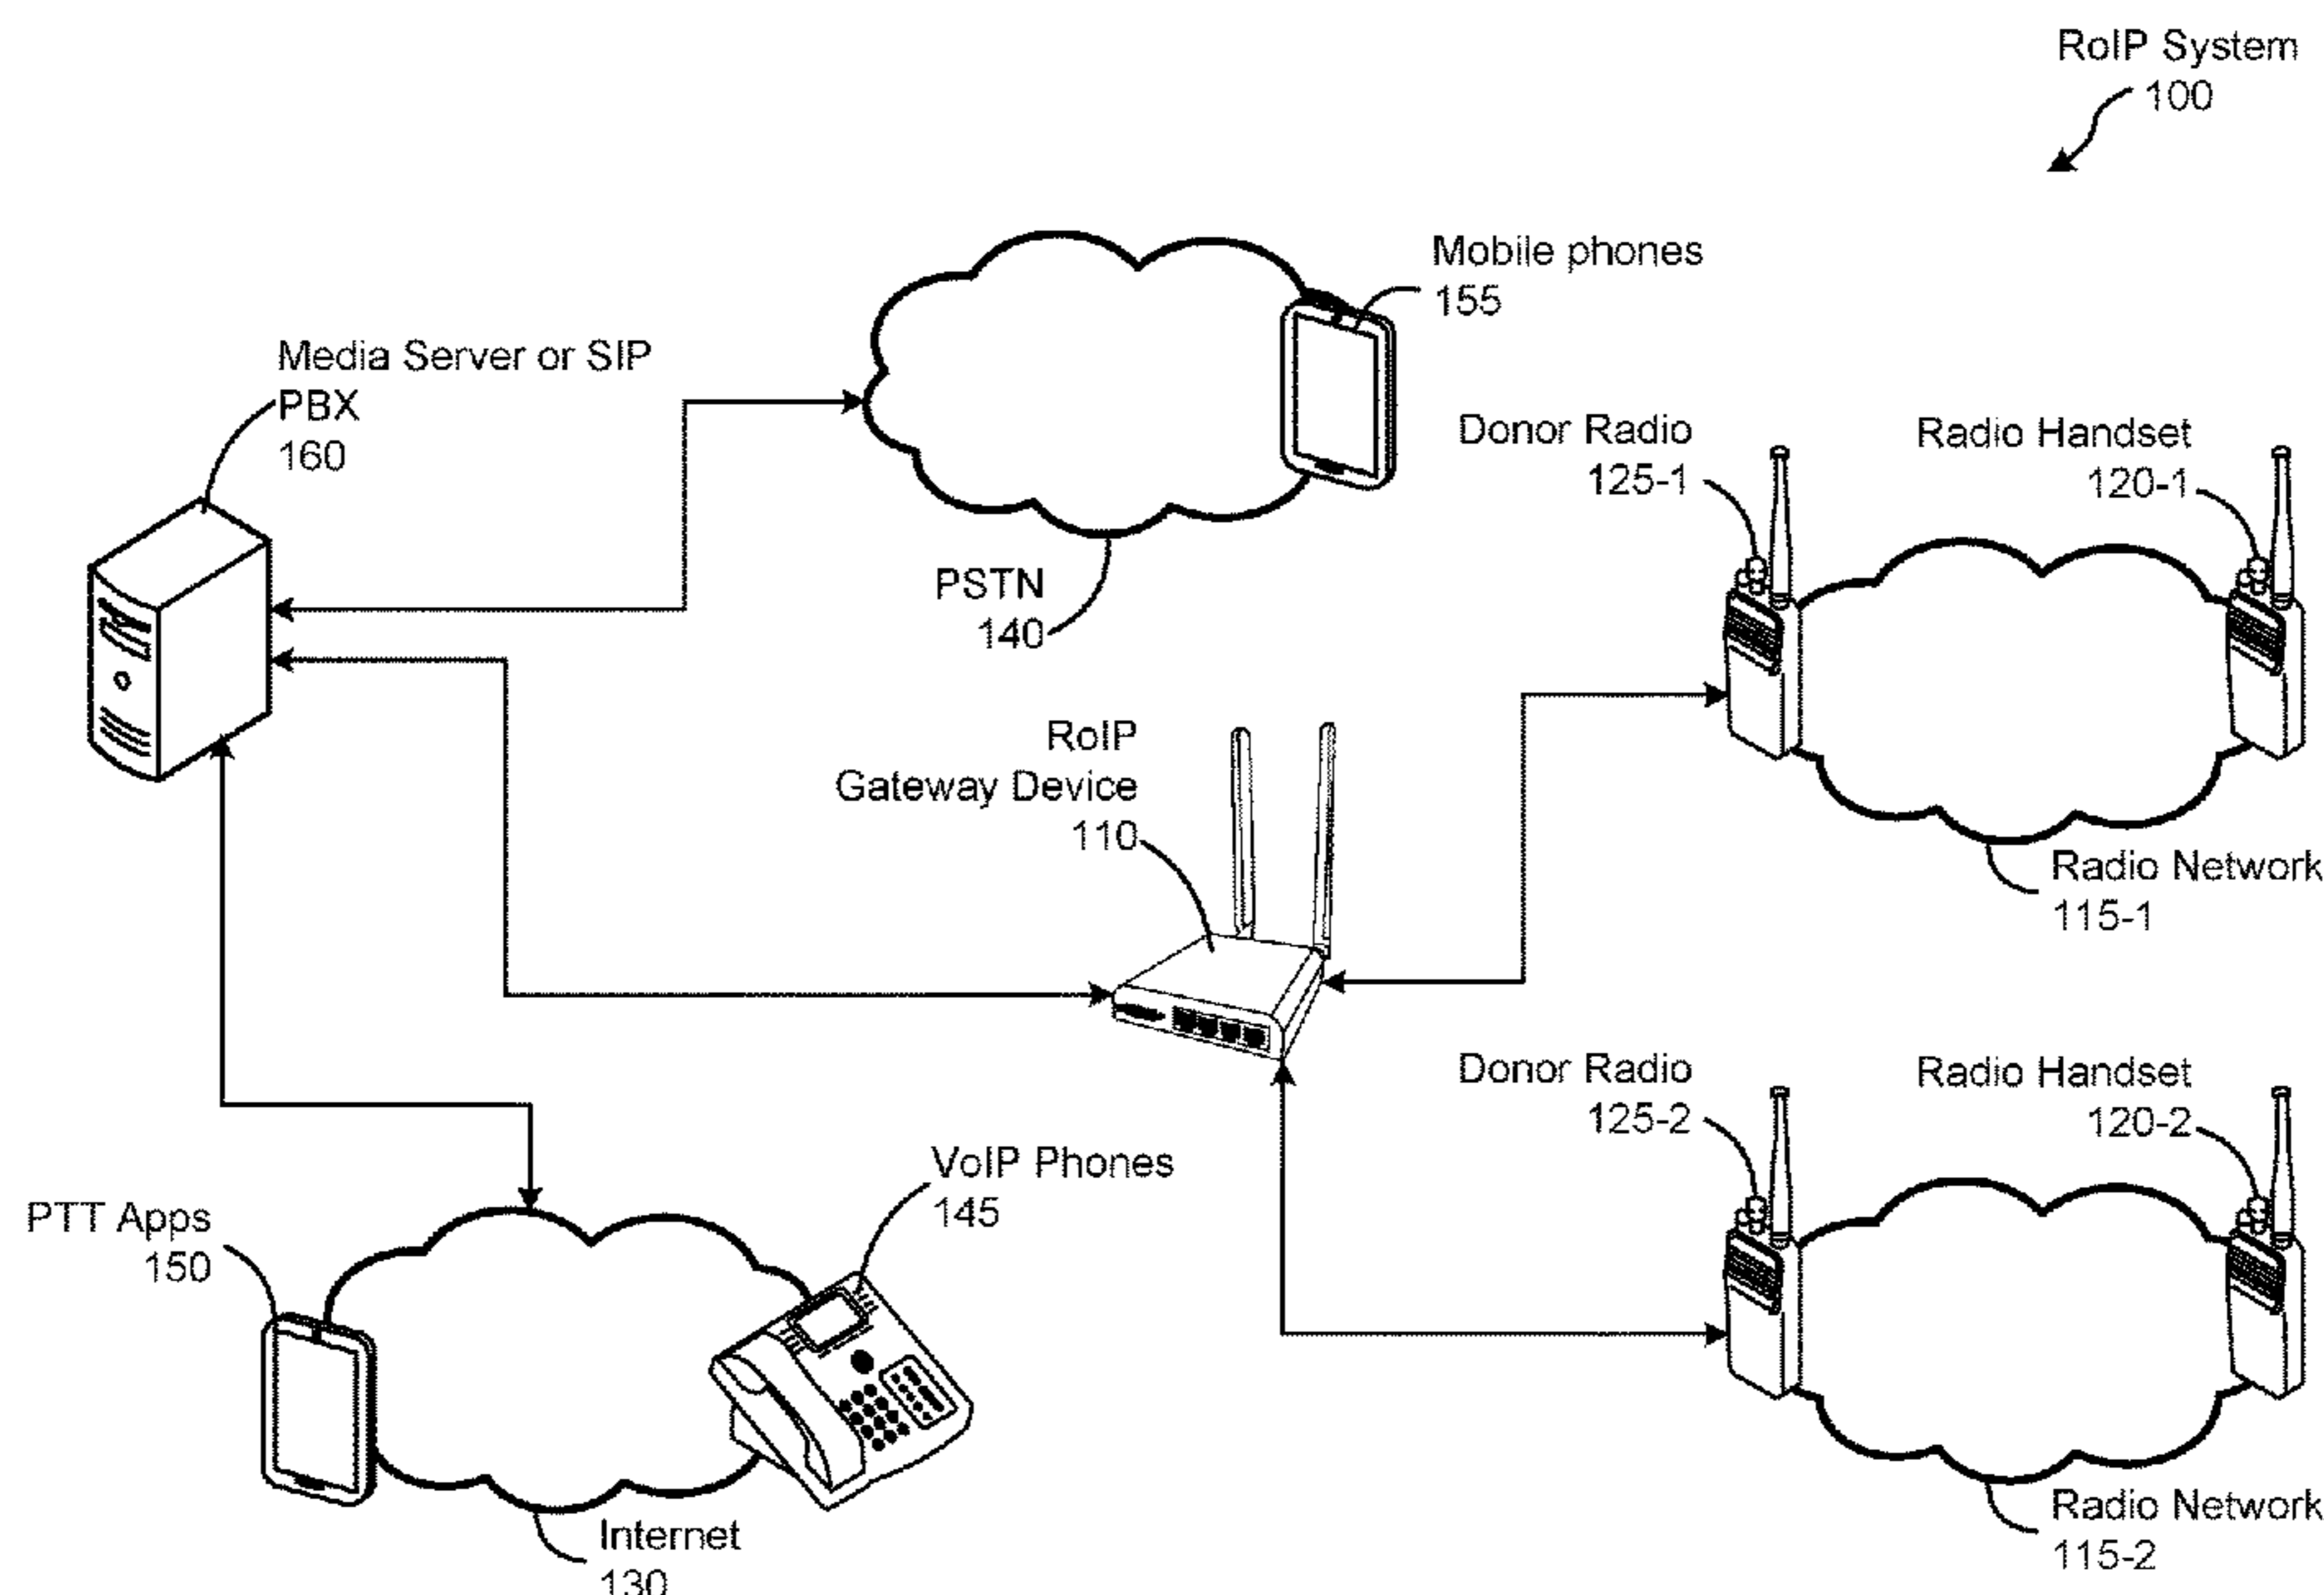 RoIP System
100
Mobile phones
155
Media Server or SIP
PBX
160
PSTN
140
Donor Radio
125-1
Radio Handset
120-1
RoIP
Gateway Device
110
Radio Network
115-1
Donor Radio
125-2
Radio Handset
120-2
VoIP Phones
145
PTT Apps
150
Internet
130
Radio Network
115-2